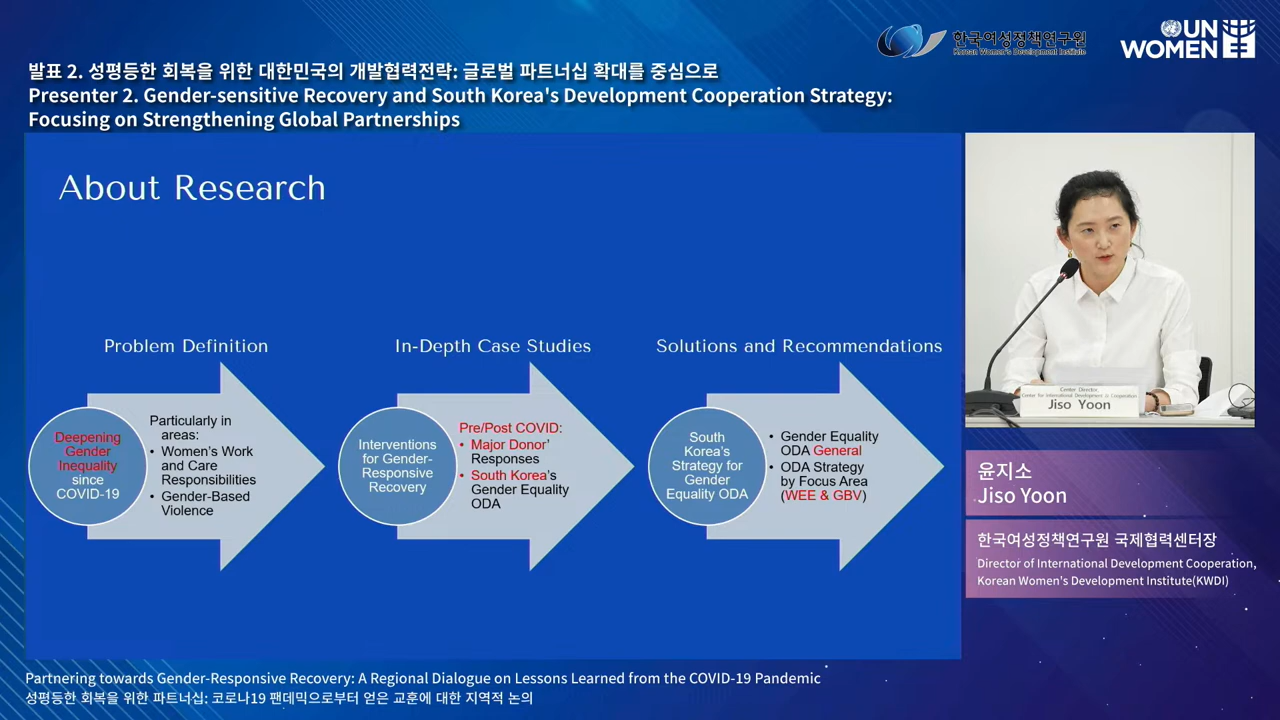 한국여성정책연구원
Korean Women's Development Institute
UN
WOMEN
발표 2. 성평등한 회복을 위한 대한민국의 개발협력전략: 글로벌 파트너십 확대를 중심으로
Presenter 2. Gender-sensitive Recovery and South Korea's Development Cooperation Strategy:
Focusing on Strengthening Global Partnerships
About Research
Problem Definition
Deepening
Gender
Inequality
since
COVID-19
Particularly in
areas:
• Women's Work
and Care
Responsibilities
• Gender-Based
Violence
In-Depth Case Studies
Interventions
for Gender-
Responsive
Recovery
Pre/Post COVID:
• Major Donor'
Responses
• South Korea's
Gender Equality
ODA
Solutions and Recommendations
South
Korea's
Strategy for
Gender
Equality ODA
• Gender Equality
ODA General
• ODA Strategy
by Focus Area
(WEE & GBV)
Center Director,
Center for International Development & Cooperation
Jiso Yoon
윤지소
Jiso Yoon
한국여성정책연구원 국제협력센터장
Director of International Development Cooperation,
Korean Women's Development Institute(KWDI)
Partnering towards Gender-Responsive Recovery: A Regional Dialogue on Lessons Learned from the COVID-19 Pandemic
성평등한 회복을 위한 파트너십: 코로나19 팬데믹으로부터 얻은 교훈에 대한 지역적 논의